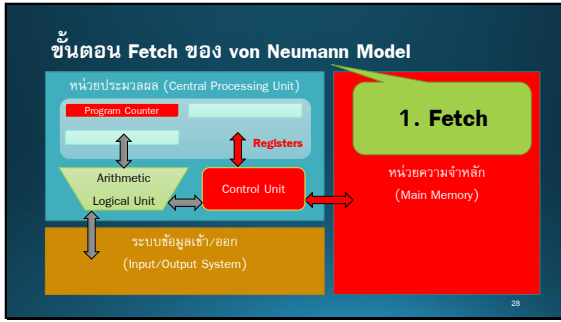 ขั้นตอน Fetch ของ von Neumann Model
หน่วยประมวลผล (Central Processing Unit)
Program Counter
Registers
Arithmetic
Logical Unit
Control Unit
ระบบข้อมูลเข้า/ออก
(Input/Output System)
1. Fetch
หน่วยความจำหลัก
(Main Memory)
28